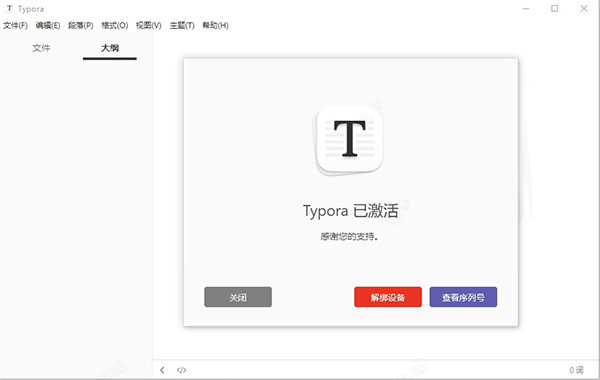 Typora
文件(F) 编辑(E) 段落(P) 格式(O) 视图(V) 主题(T) 帮助(H)
文件 大纲
T
Typora 已激活
感谢您的支持。
关闭 解绑设备 查看序列号
</> 0 词